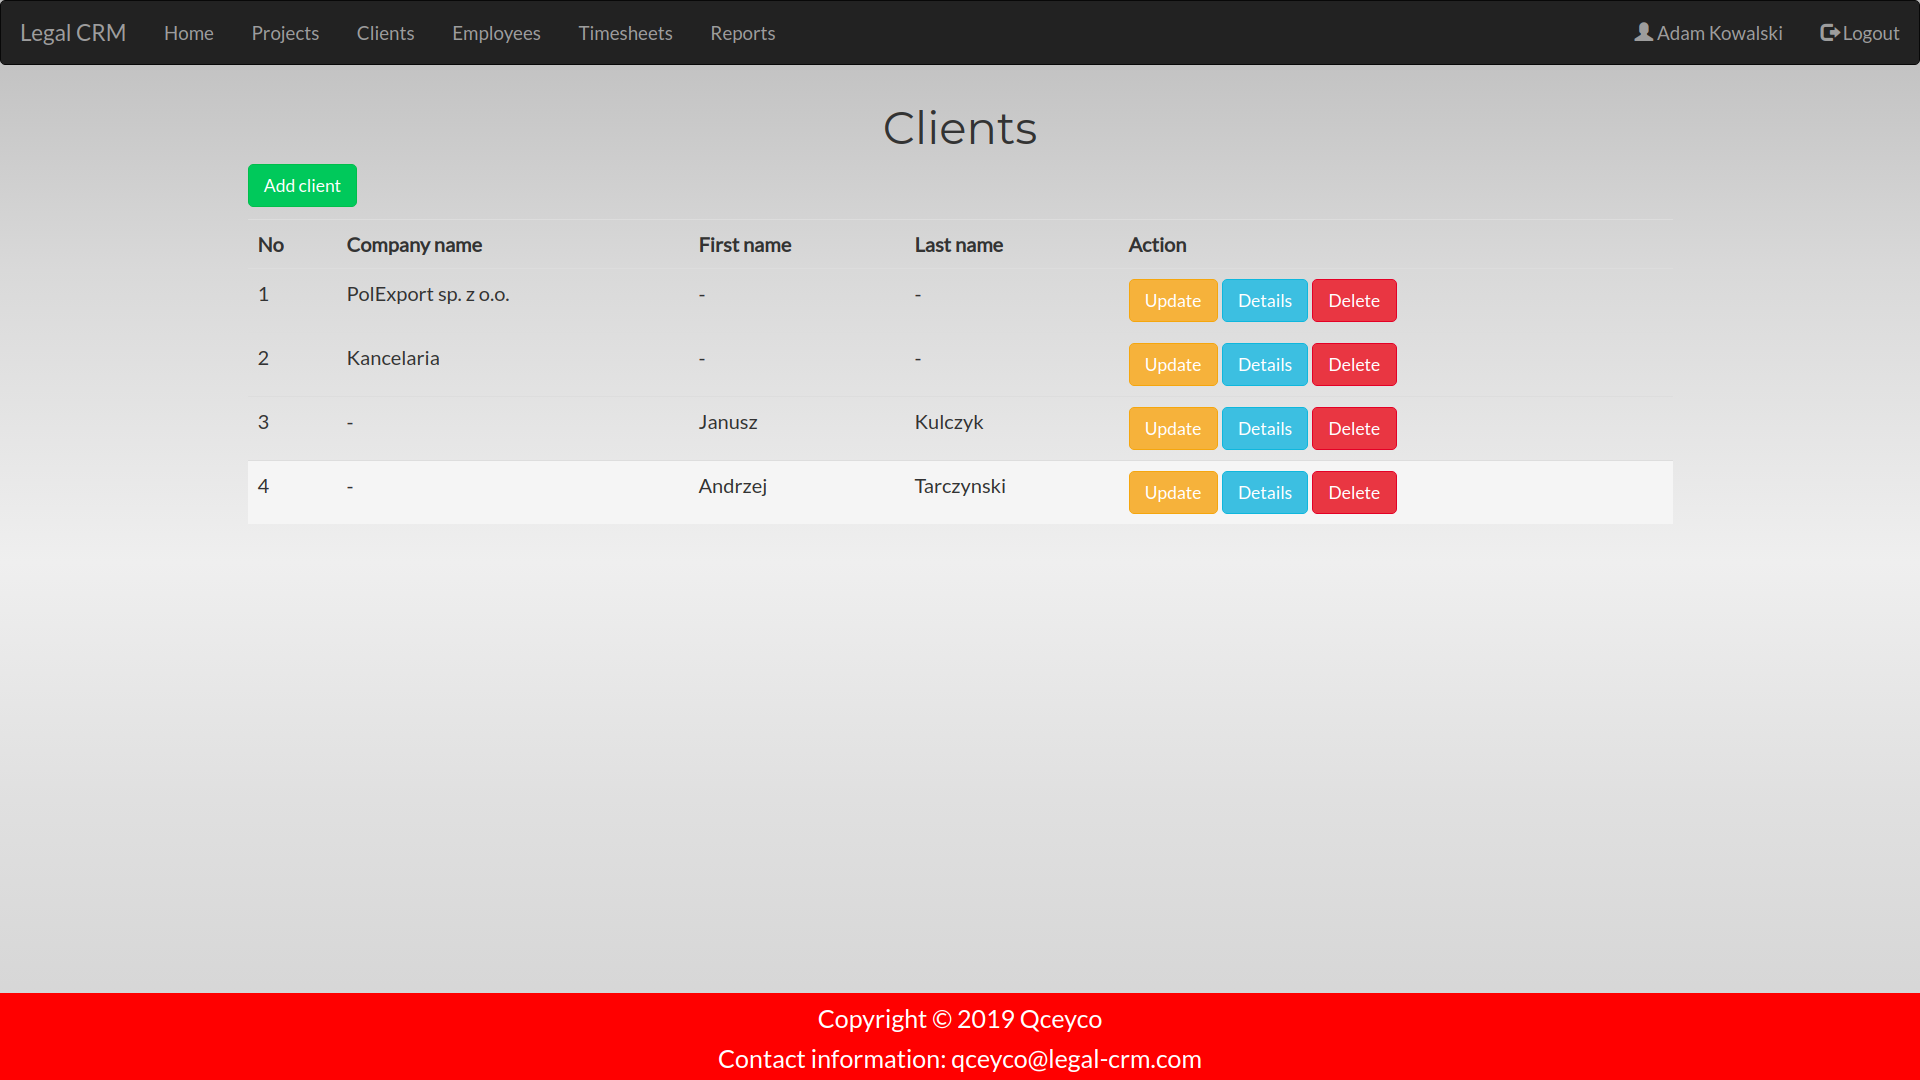 Legal CRM Home Projects Clients Employees Timesheets Reports Adam Kowalski Logout
Clients
Add client
No Company name First name Last name Action
1 PolExport sp. z o.o. - - Update Details Delete
2 Kancelaria - - Update Details Delete
3 - Janusz Kulczyk Update Details Delete
4 - Andrzej Tarczynski Update Details Delete
Copyright © 2019 Qceyco
Contact information: qceyco@legal-crm.com